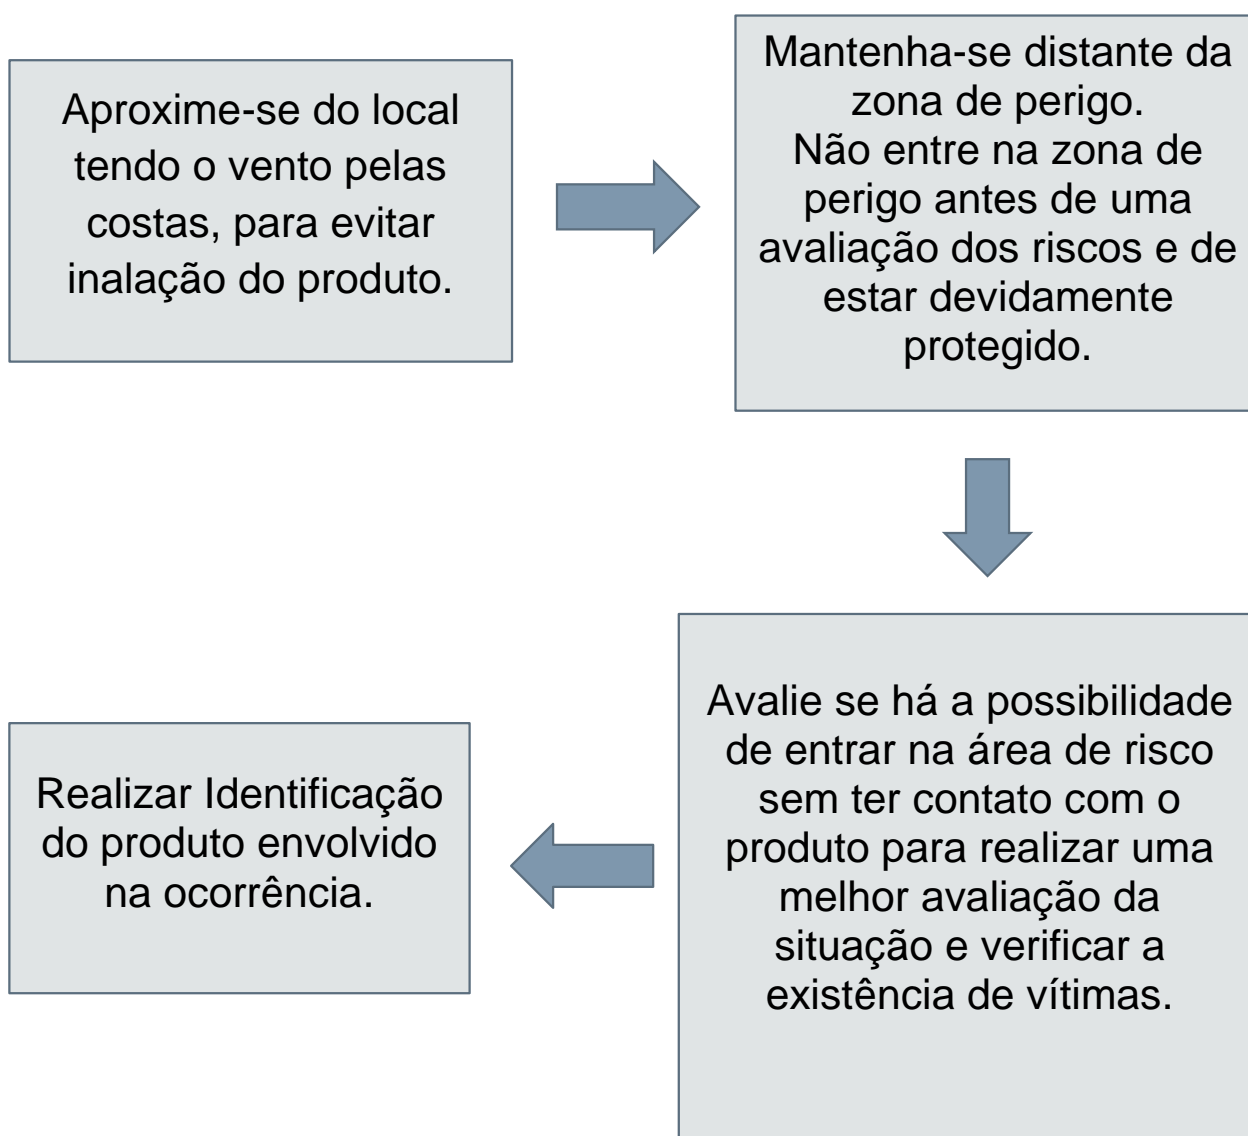 Aproxime-se do local
tendo o vento pelas
costas, para evitar
inalação do produto.
Mantenha-se distante da
zona de perigo.
Não entre na zona de
perigo antes de uma
avaliação dos riscos e de
estar devidamente
protegido.
Avalie se há a possibilidade
de entrar na área de risco
sem ter contato com o
produto para realizar uma
melhor avaliação da
situação e verificar a
existência de vítimas.
Realizar Identificação
do produto envolvido
na ocorrência.